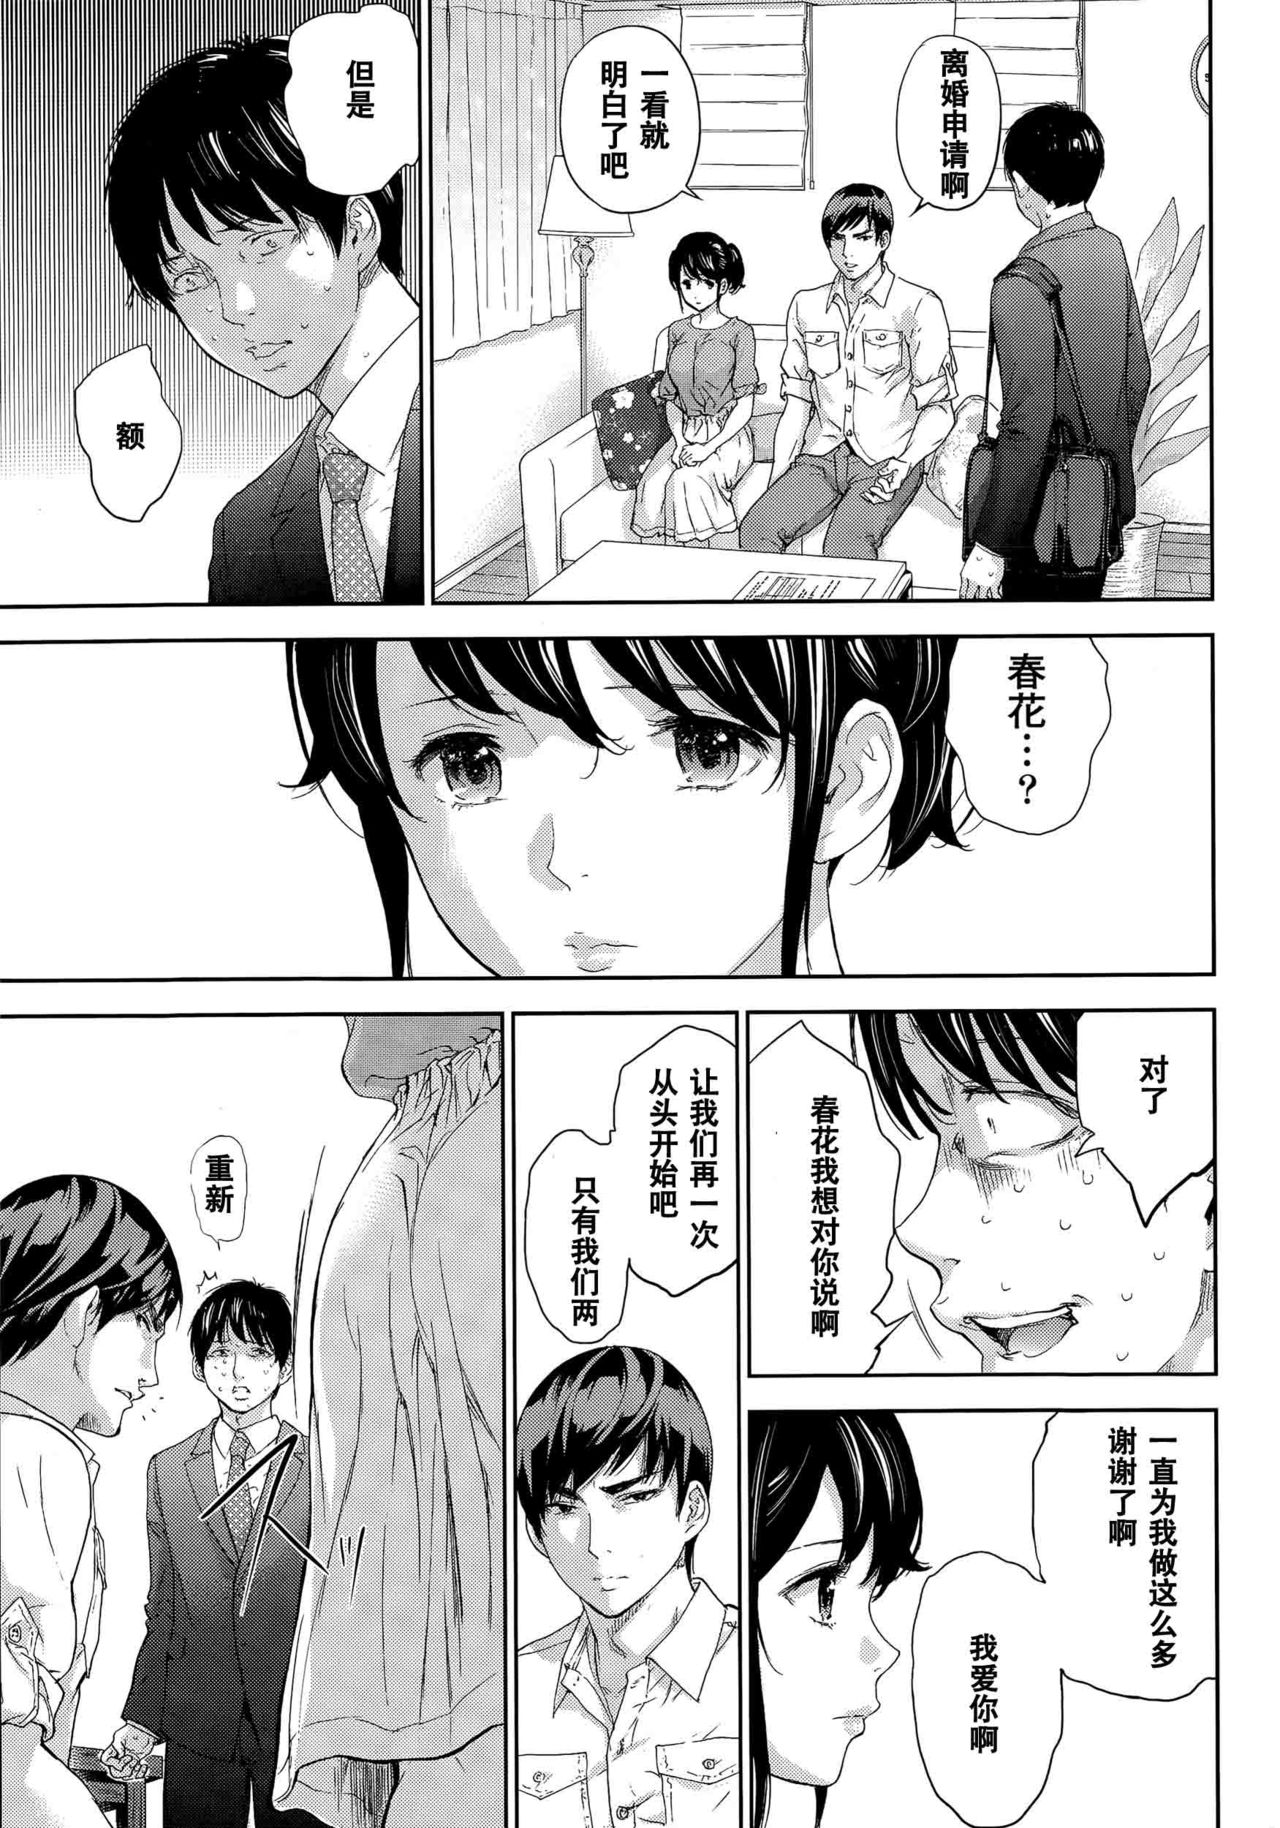 离婚申请啊
一看就
明白了吧
但是
额
春花…?
对了
春花我想对你说啊
一直为我做这么多
谢谢了啊
我爱你啊
让我们再一次
从头开始吧
只有我们两
重新